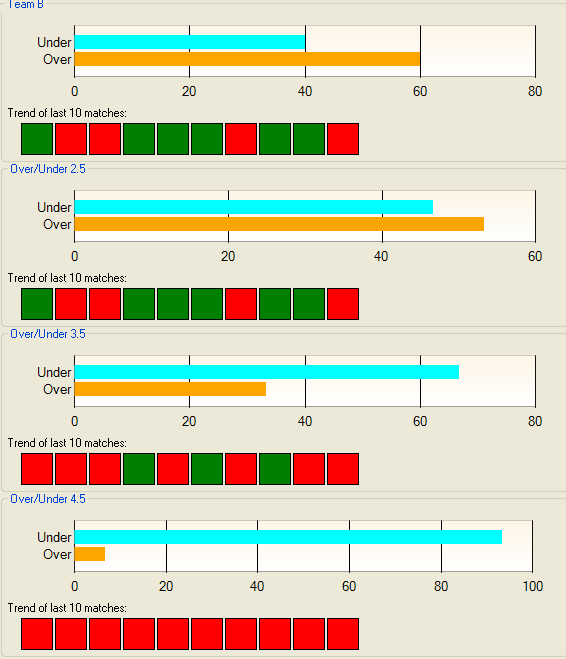 Team B
Under
Over
0 20 40 60 80
Trend of last 10 matches:
Over/Under 2.5
Under
Over
0 20 40 60
Trend of last 10 matches:
Over/Under 3.5
Under
Over
0 20 40 60 80
Trend of last 10 matches:
Over/Under 4.5
Under
Over
0 20 40 60 80 100
Trend of last 10 matches: